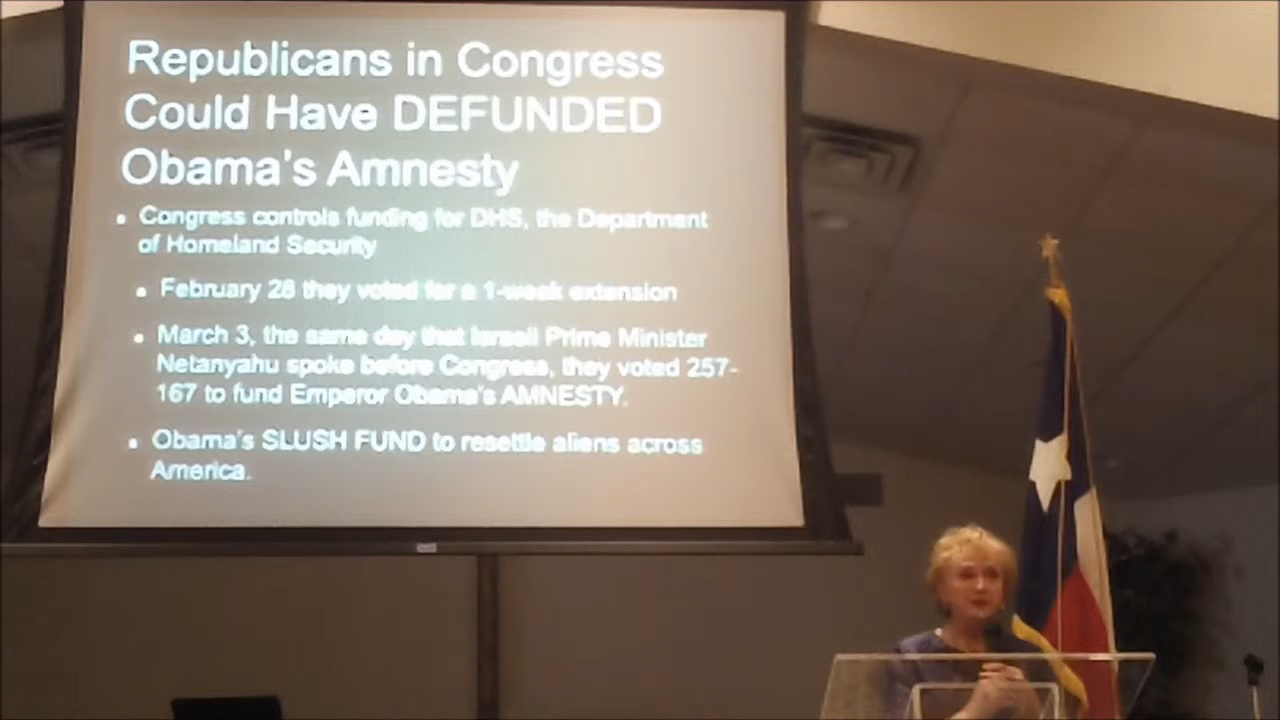 Republicans in Congress
Could Have DEFUNDED
Obama's Amnesty
• Congress controls funding for DHS, the Department
of Homeland Security
• February 28 they voted for a 1-week extension
• March 3, the same day that Israeli Prime Minister
Netanyahu spoke before Congress, they voted 257-
167 to fund Emperor Obama's AMNESTY.
• Obama's SLUSH FUND to resettle aliens across
America.